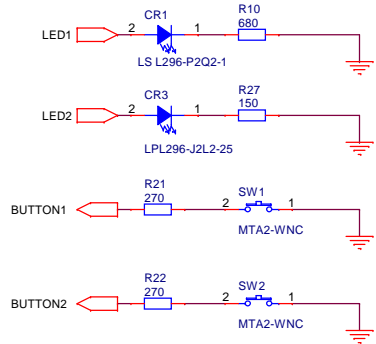 CR1
R10
680
LED1
2
1
LS L296-P2Q2-1
CR3
R27
150
LED2
2
1
LPL296-J2L2-25
R21
270
SW1
BUTTON1
2
1
MTA2-WNC
R22
270
SW2
BUTTON2
2
1
MTA2-WNC